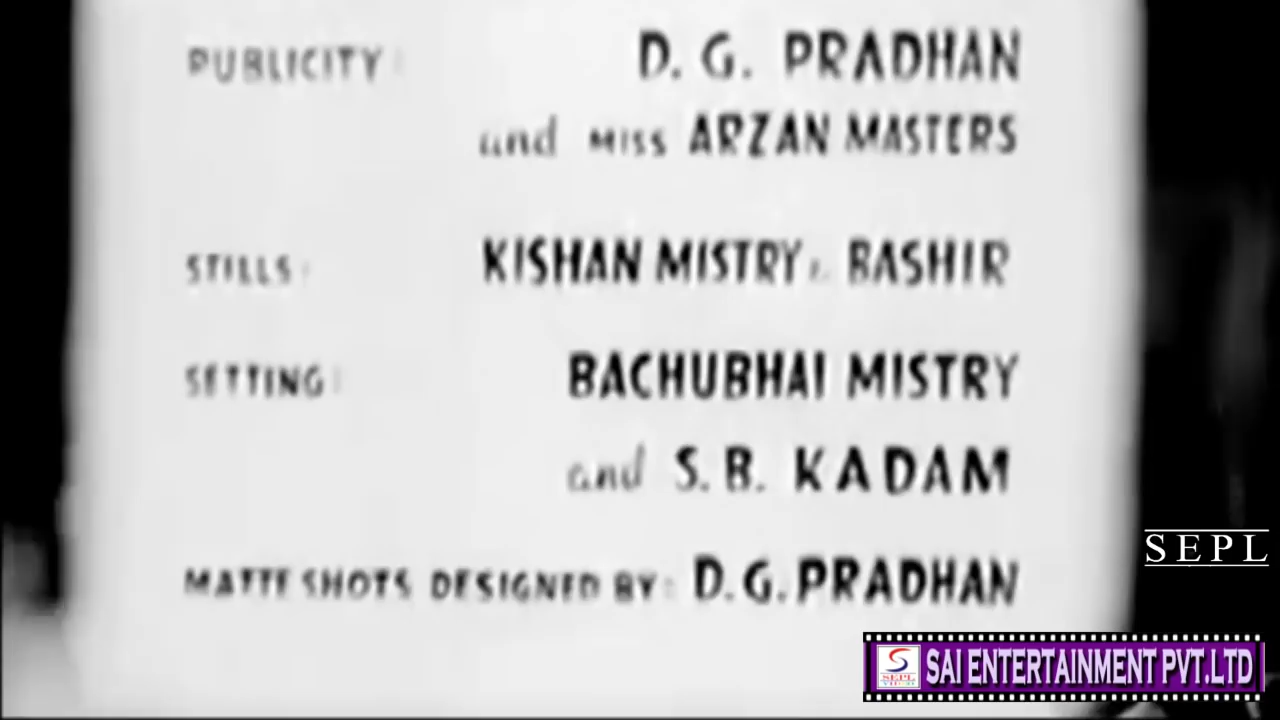 PUBLICITY: D. G. PRADHAN
and MISS ARZAN MASTERS
STILLS: KISHAN MISTRY & BASHIR
SETTING: BACHUBHAI MISTRY
and S. B. KADAM
MATTE SHOTS DESIGNED BY: D. G. PRADHAN
SEPL
SEPL
SAI ENTERTAINMENT PVT.LTD